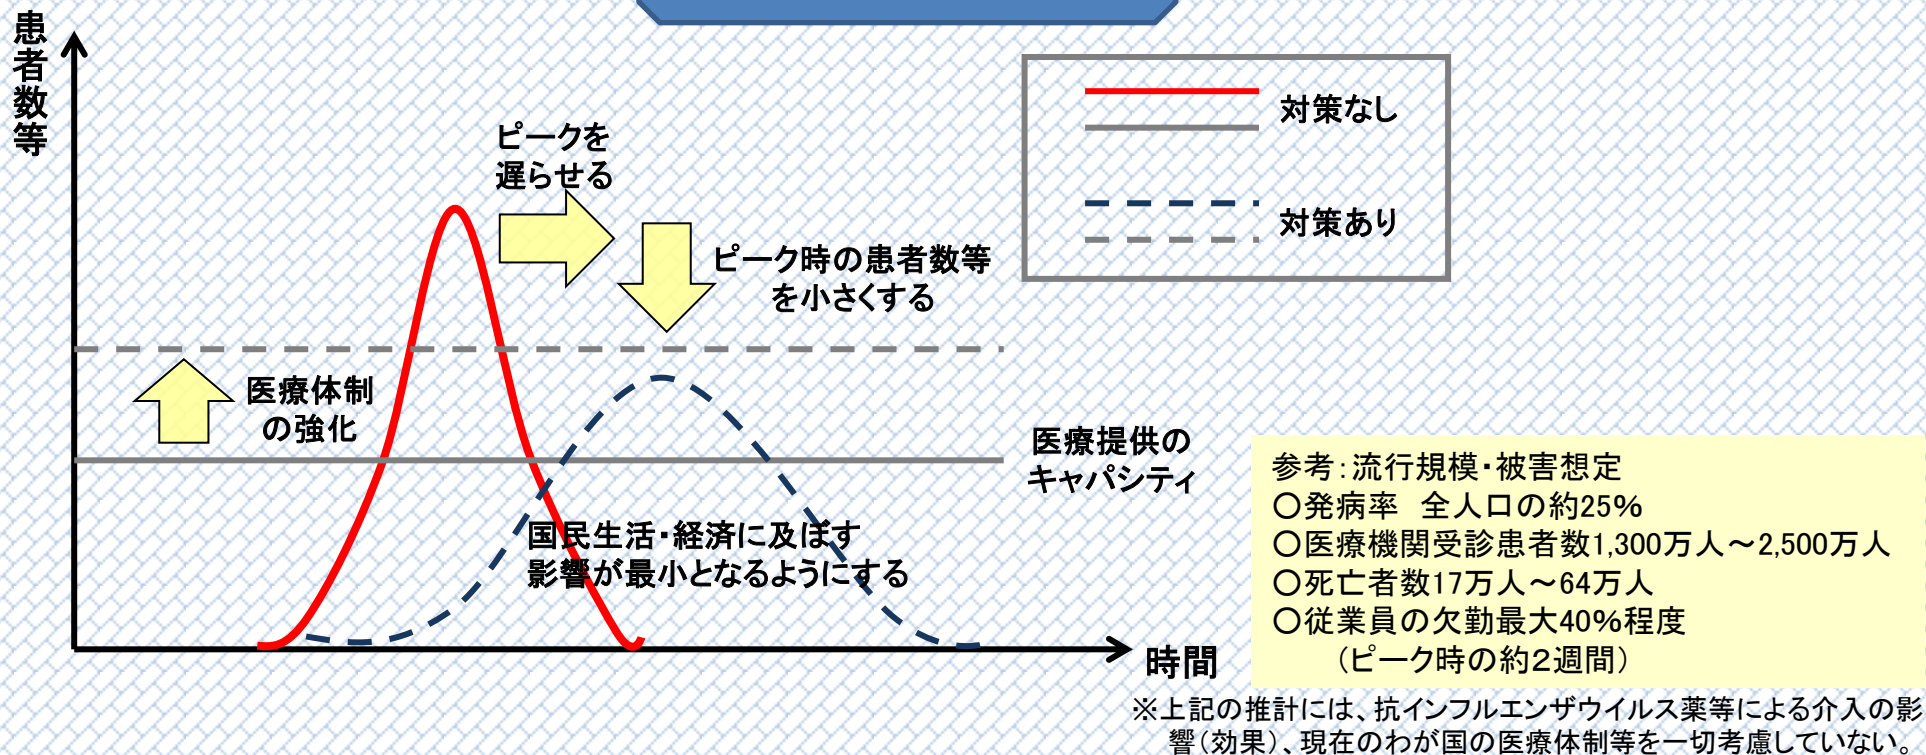 患者数等
ピークを
遅らせる
対策なし
対策あり
ピーク時の患者数等
を小さくする
医療体制
の強化
医療提供の
キャパシティ
国民生活・経済に及ぼす
影響が最小となるようにする
時間
参考:流行規模・被害想定
○発病率　全人口の約25%
○医療機関受診患者数1,300万人～2,500万人
○死亡者数17万人～64万人
○従業員の欠勤最大40%程度
(ピーク時の約２週間)
※上記の推計には、抗インフルエンザウイルス薬等による介入の影
響(効果)、現在のわが国の医療体制等を一切考慮していない。